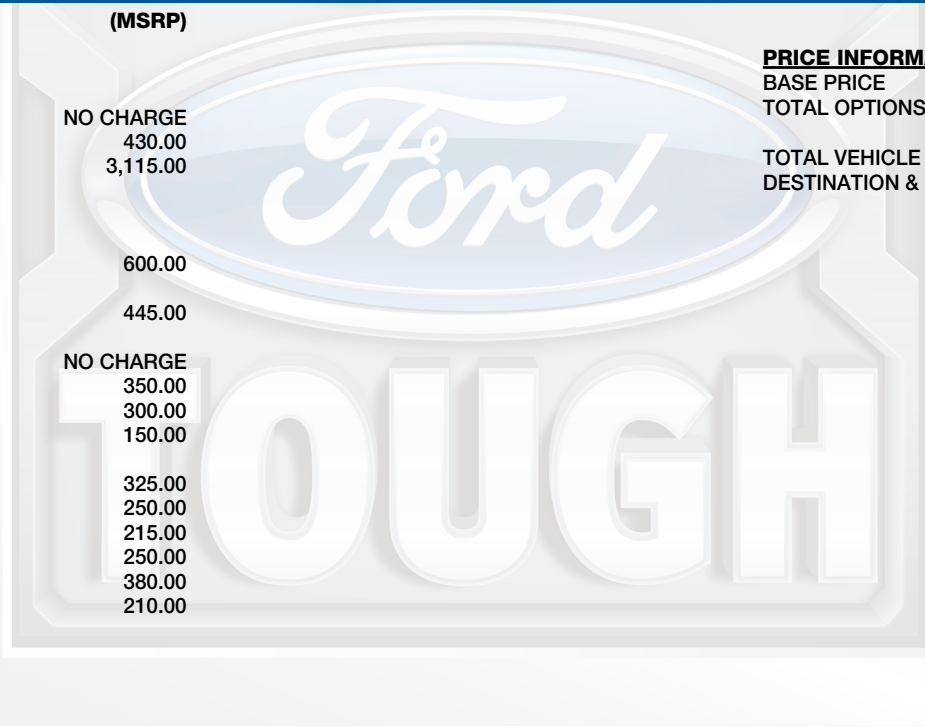 (MSRP)
NO CHARGE
430.00
3,115.00
600.00
445.00
NO CHARGE
350.00
300.00
150.00
325.00
250.00
215.00
250.00
380.00
210.00
PRICE INFORMA
BASE PRICE
TOTAL OPTIONS
TOTAL VEHICLE
DESTINATION &
Ford
TOUGH